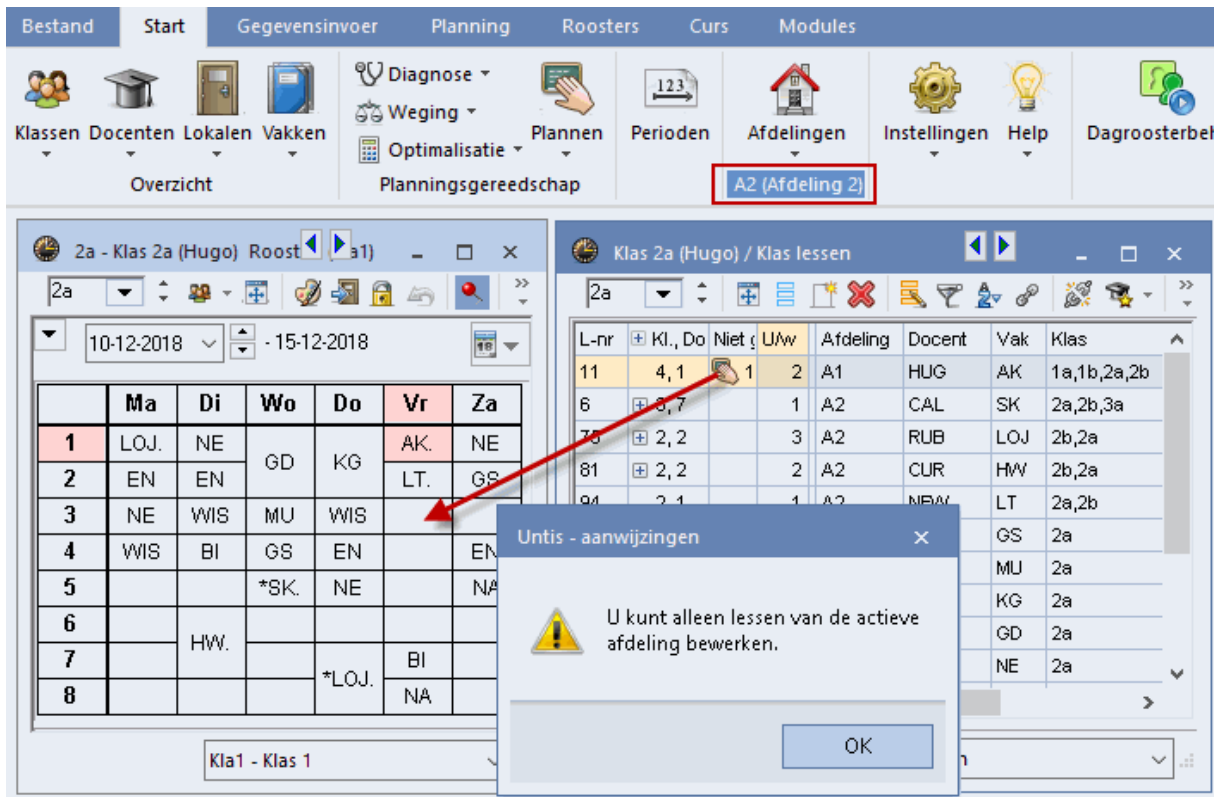 Bestand Start Gegevensinvoer Planning Roosters Curs Modules
Diagnose
Weging
Optimalisatie
Klassen Docenten Lokalen Vakken Plannen Perioden Afdelingen Instellingen Help Dagroosterbeh
Overzicht Planningsgereedschap A2 (Afdeling 2)
2a - Klas 2a (Hugo) Roost a1)
2a
10-12-2018 - 15-12-2018
Ma Di Wo Do Vr Za
1 LOJ. NE GD KG AK. NE
2 EN EN LT. GS
3 NE WIS MU WIS
4 WIS BI GS EN EN
5 *SK. NE NA
6 HW.
7 *LOJ. BI
8 NA
Kla1 - Klas 1
Klas 2a (Hugo) / Klas lessen
2a
L-nr Kl., Do Niet U/w Afdeling Docent Vak Klas
11 4, 1 1 2 A1 HUG AK 1a,1b,2a,2b
6 6, 7 1 A2 CAL SK 2a,2b,3a
75 2, 2 3 A2 RUB LOJ 2b,2a
81 2, 2 2 A2 CUR HW 2b,2a
94 2, 1 1 A2 NEW LT 2a,2b
GS 2a
MU 2a
KG 2a
GD 2a
NE 2a
Untis - aanwijzingen
U kunt alleen lessen van de actieve
afdeling bewerken.
OK